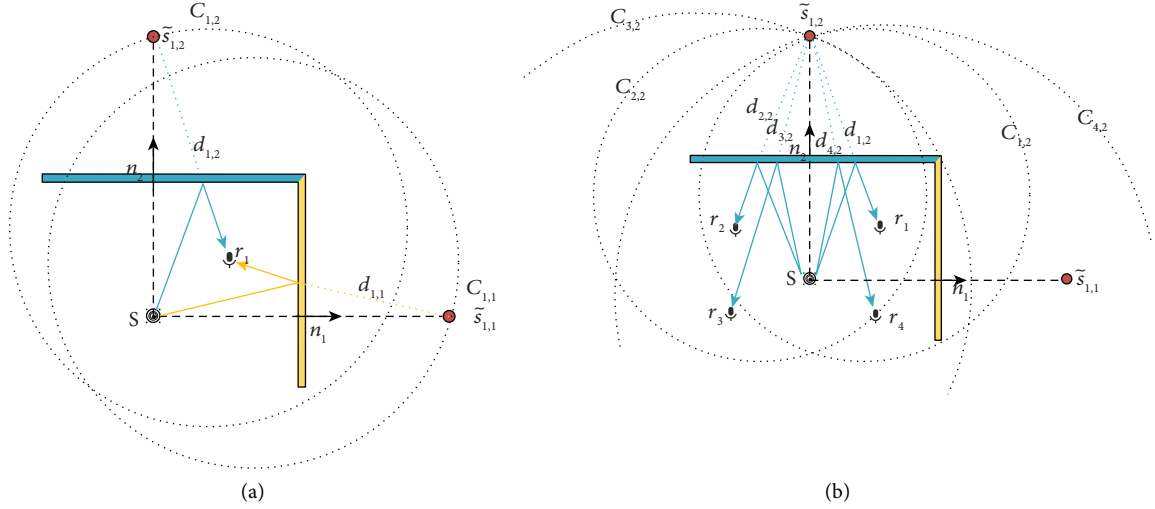 C₁,₂
s̃₁,₂
d₁,₂
n₂
r₁
d₁,₁
C₁,₁
S
s̃₁,₁
n₁
(a)
s̃₁,₂
C₃,₂
C₂,₂
C₄,₂
d₂,₂
d₃,₂
d₄,₂
d₁,₂
C₁,₂
n₂
r₂
r₁
S
n₁
s̃₁,₁
r₃
r₄
(b)